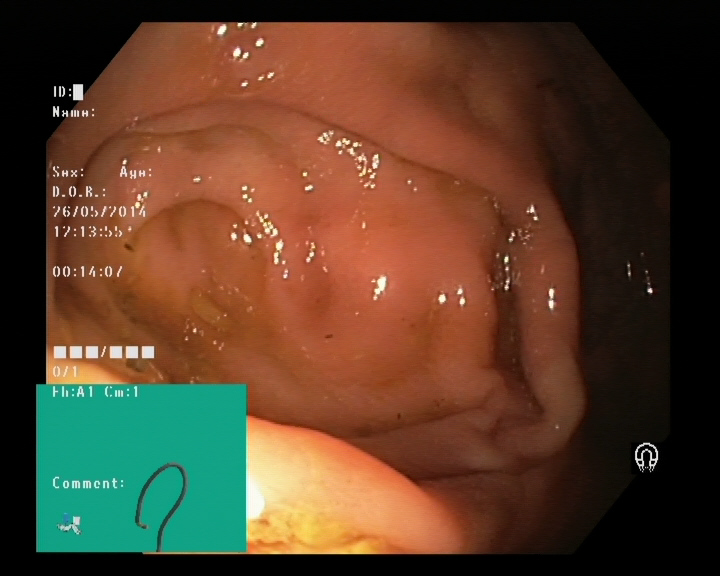 ID:
Name:
Sex: Age:
D.O.B.:
26/05/2014
12:13:55
00:14:07
0/1
Eh:A1 Cm:1
Comment: